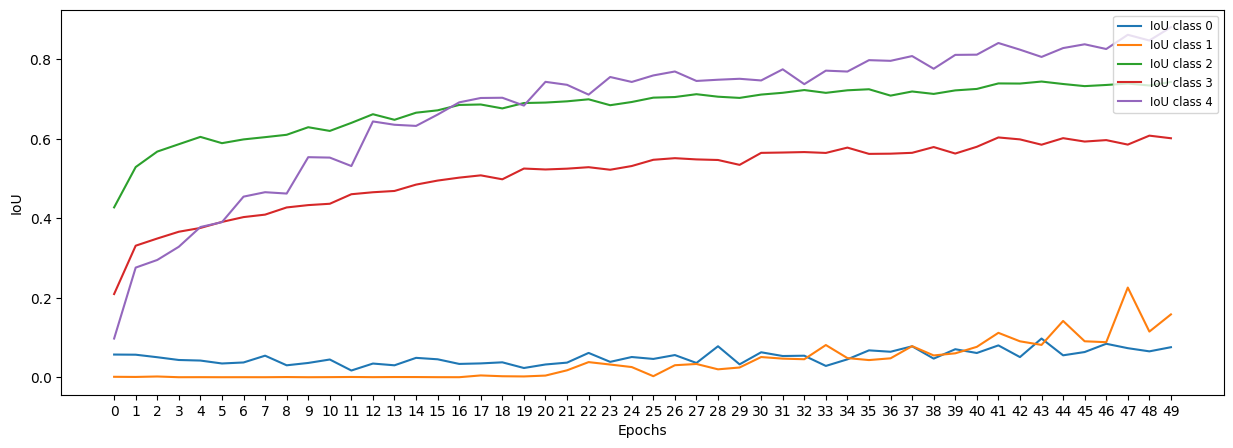 IoU class 0
IoU class 1
IoU class 2
IoU class 3
IoU class 4
0.8
0.6
0.4
0.2
0.0
IoU
0 1 2 3 4 5 6 7 8 9 10 11 12 13 14 15 16 17 18 19 20 21 22 23 24 25 26 27 28 29 30 31 32 33 34 35 36 37 38 39 40 41 42 43 44 45 46 47 48 49
Epochs